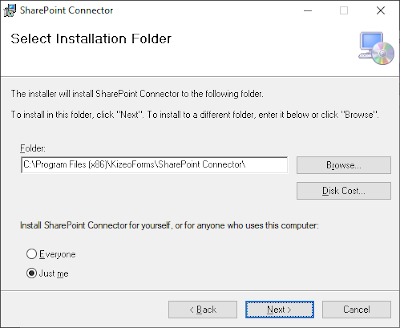 SharePoint Connector
Select Installation Folder
The installer will install SharePoint Connector to the following folder.
To install in this folder, click "Next". To install to a different folder, enter it below or click "Browse".
Folder:
C:\Program Files (x86)\KizeoForms\SharePoint Connector\
Browse...
Disk Cost...
Install SharePoint Connector for yourself, or for anyone who uses this computer:
Everyone
Just me
< Back
Next >
Cancel